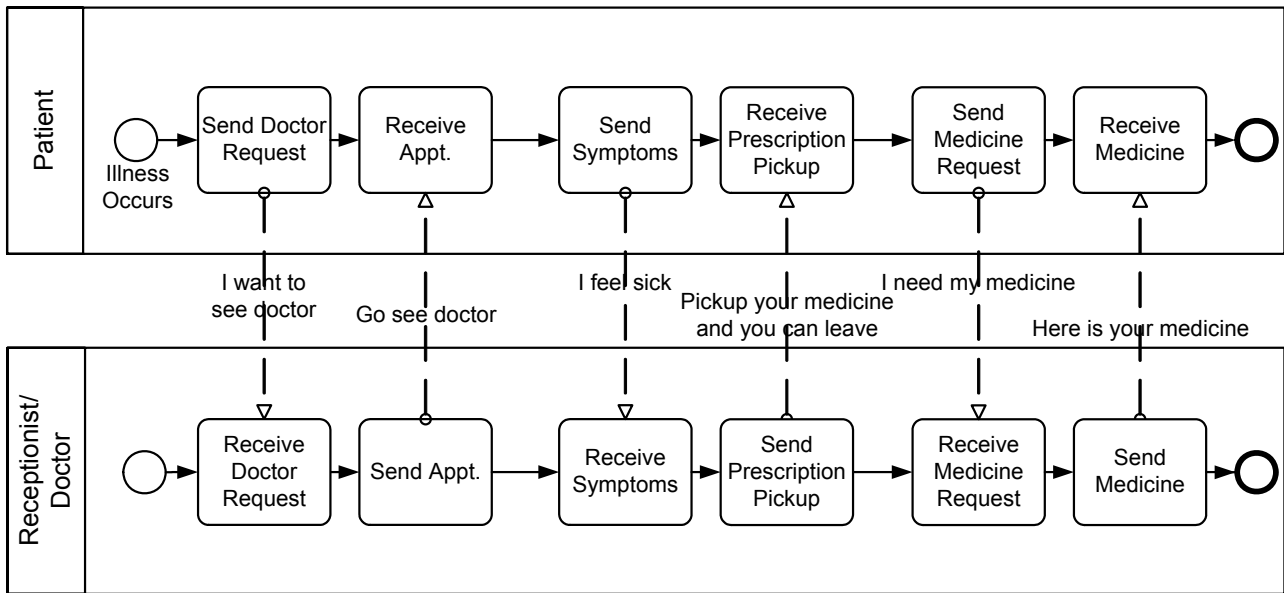 Patient
Illness
Occurs
Send Doctor
Request
Receive
Appt.
Send
Symptoms
Receive
Prescription
Pickup
Send
Medicine
Request
Receive
Medicine
I want to
see doctor
Go see doctor
I feel sick
Pickup your medicine
and you can leave
I need my medicine
Here is your medicine
Receptionist/
Doctor
Receive
Doctor
Request
Send Appt.
Receive
Symptoms
Send
Prescription
Pickup
Receive
Medicine
Request
Send
Medicine